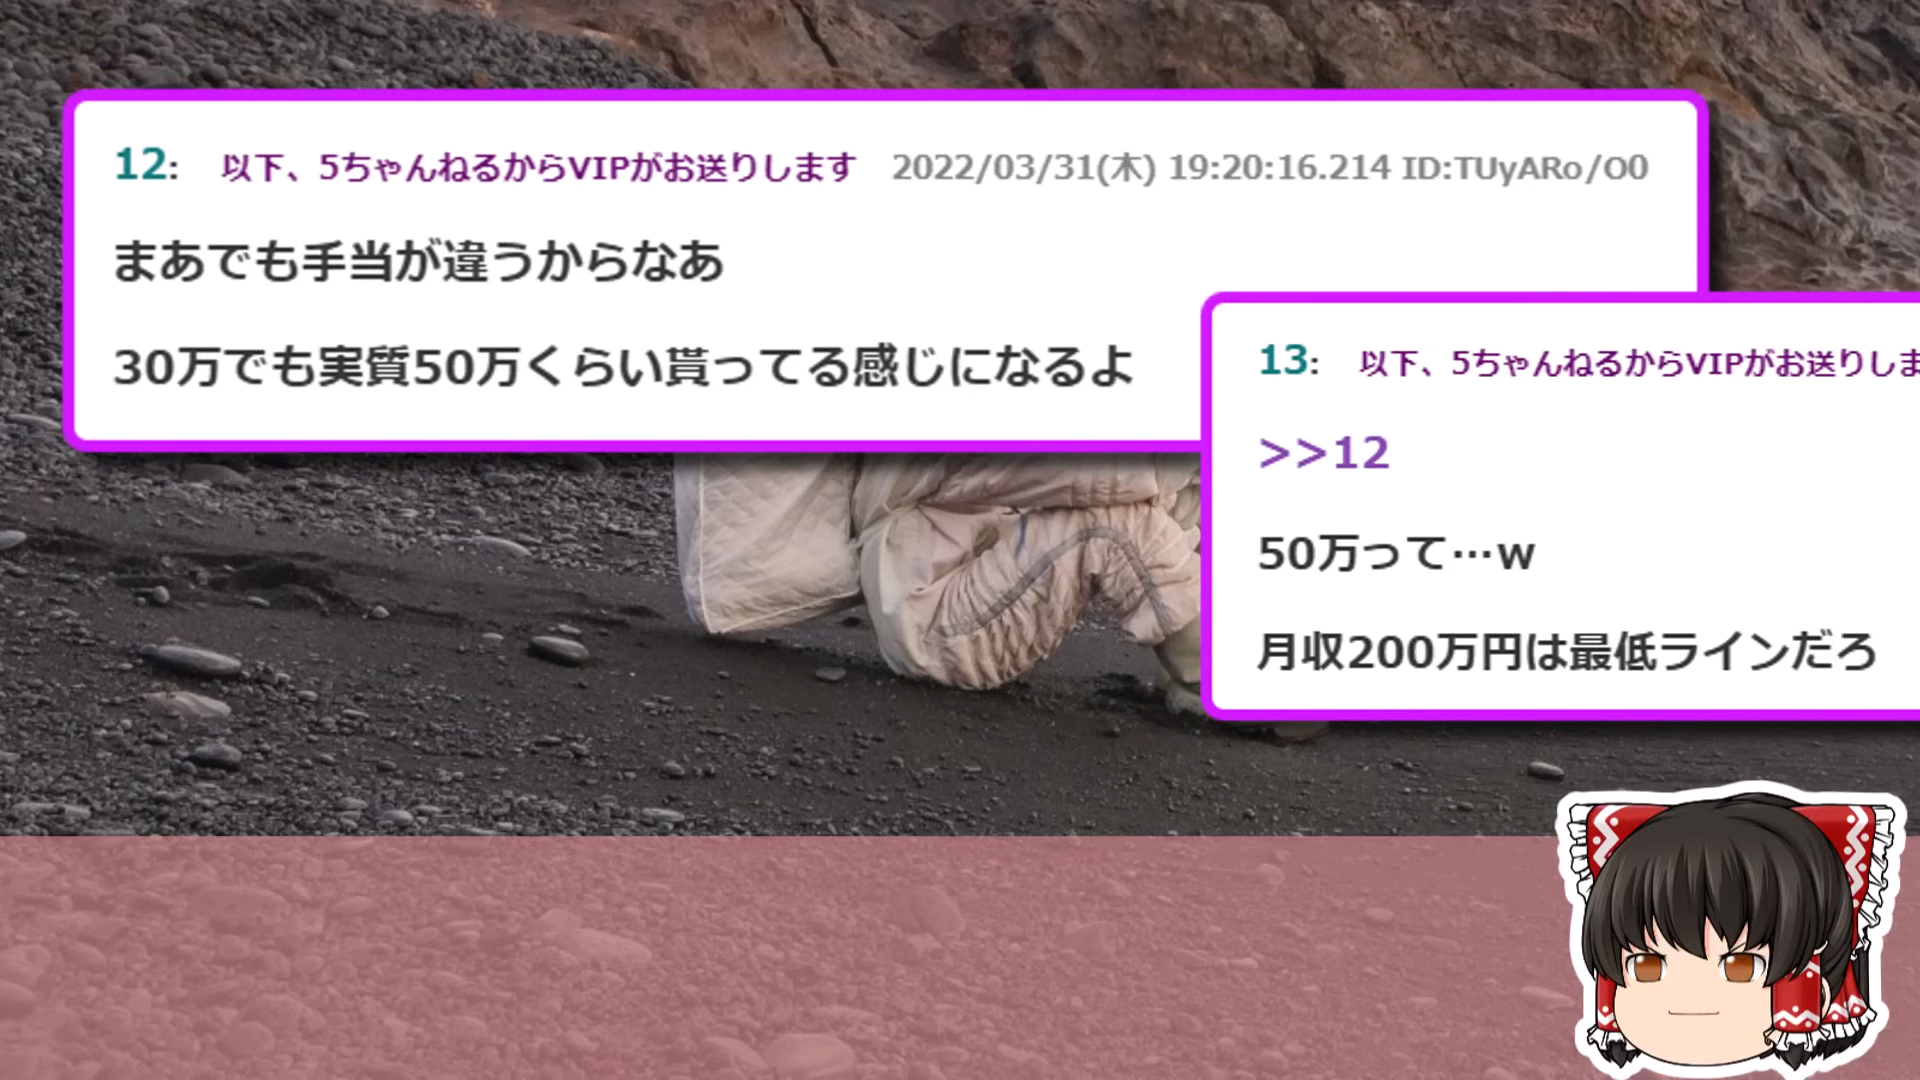 12: 以下、5ちゃんねるからVIPがお送りします 2022/03/31(木) 19:20:16.214 ID:TUyARo/O0
まあでも手当が違うからなあ
30万でも実質50万くらい貰ってる感じになるよ
13: 以下、5ちゃんねるからVIPがお送りしま
>>12
50万って…w
月収200万円は最低ラインだろ